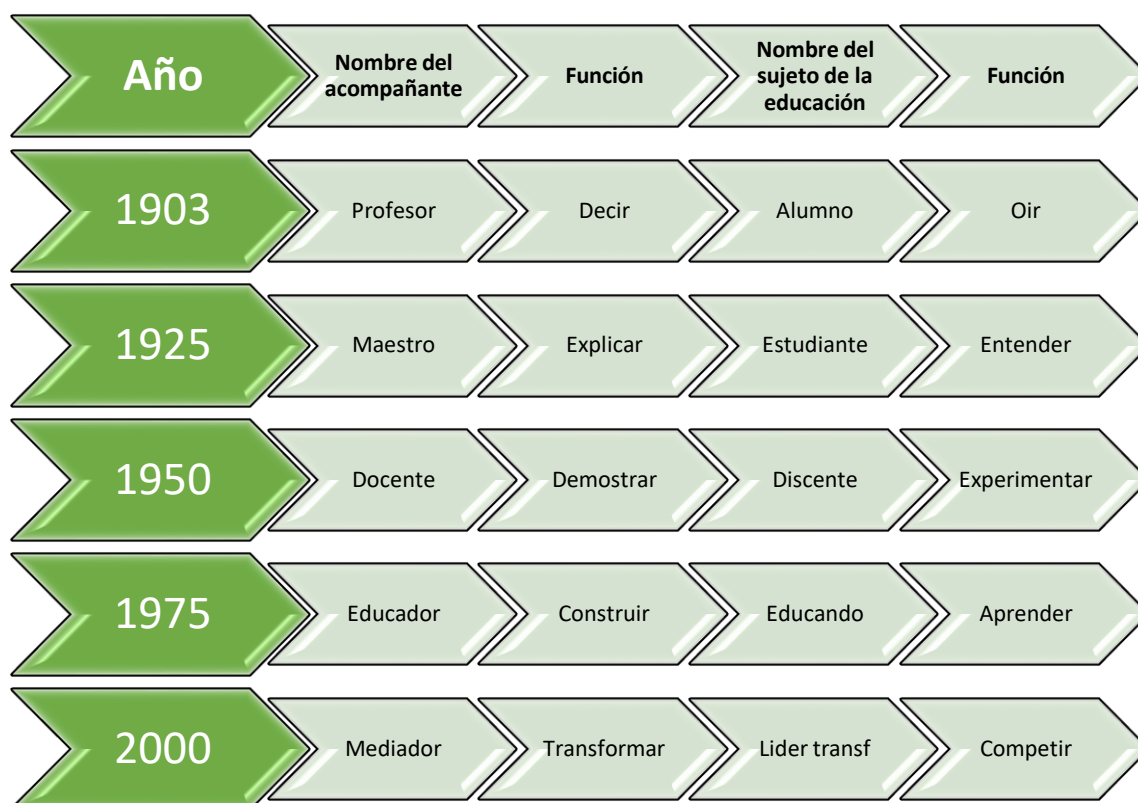 Año
Nombre del
acompañante
Función
Nombre del
sujeto de la
educación
Función
1903
Profesor
Decir
Alumno
Oir
1925
Maestro
Explicar
Estudiante
Entender
1950
Docente
Demostrar
Discente
Experimentar
1975
Educador
Construir
Educando
Aprender
2000
Mediador
Transformar
Lider transf
Competir